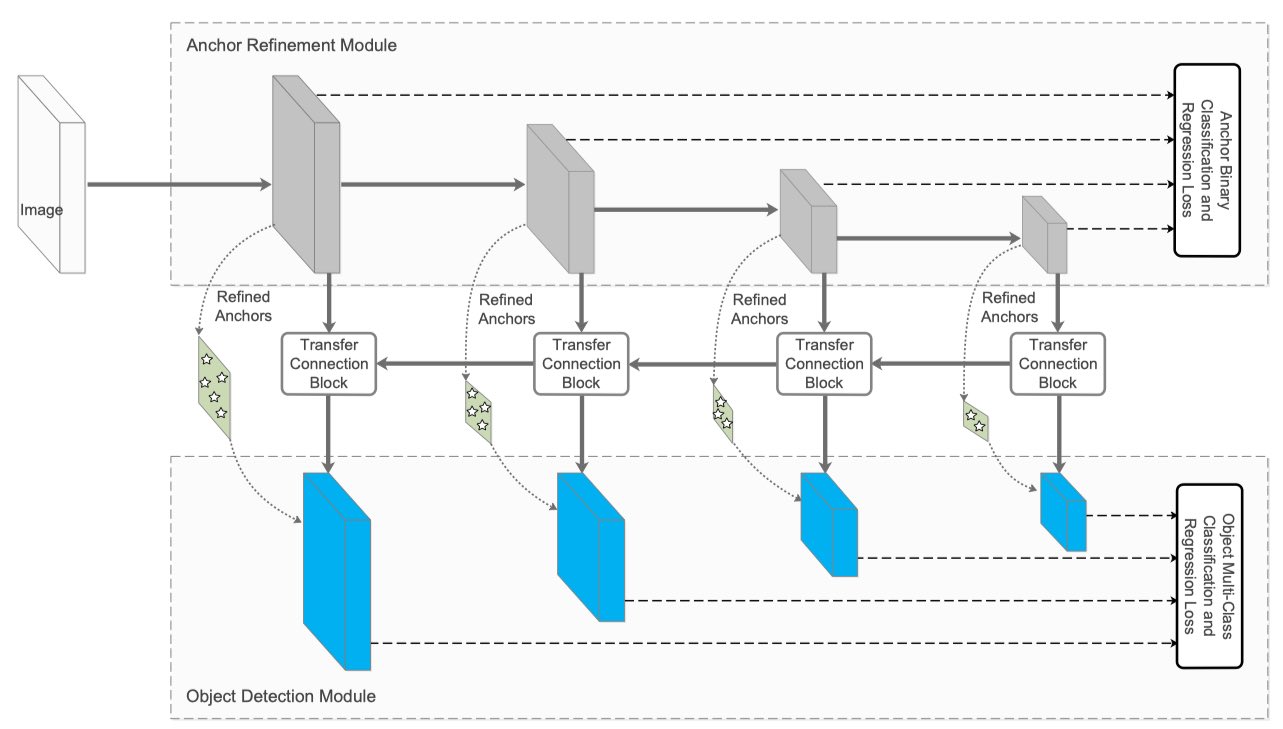 Anchor Refinement Module
Image
Anchor Binary
Classification and
Regression Loss
Refined
Anchors
Refined
Anchors
Refined
Anchors
Refined
Anchors
Transfer
Connection
Block
Transfer
Connection
Block
Transfer
Connection
Block
Transfer
Connection
Block
Object Multi-Class
Classification and
Regression Loss
Object Detection Module